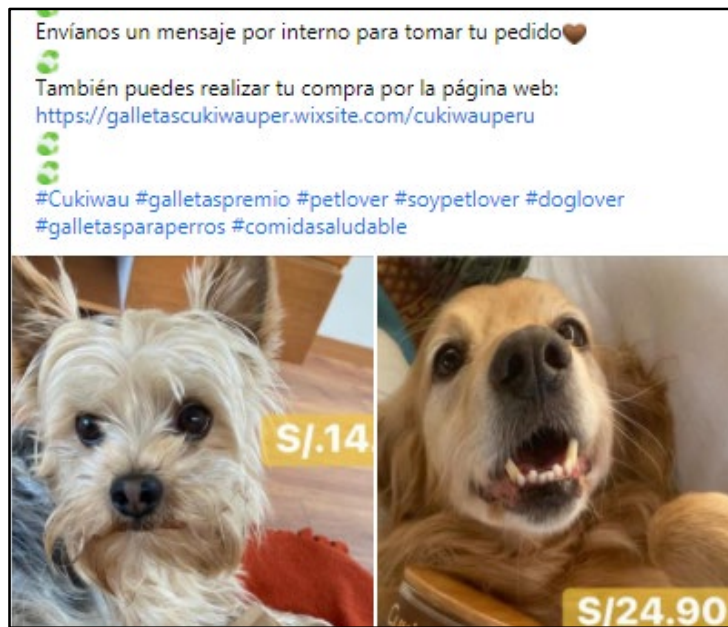 Envíanos un mensaje por interno para tomar tu pedido🤎
También puedes realizar tu compra por la página web:
https://galletascukiwauper.wixsite.com/cukiwauperu
#Cukiwau #galletaspremio #petlover #soypetlover #doglover
#galletasparaperros #comidasaludable
S/.14.
S/24.90